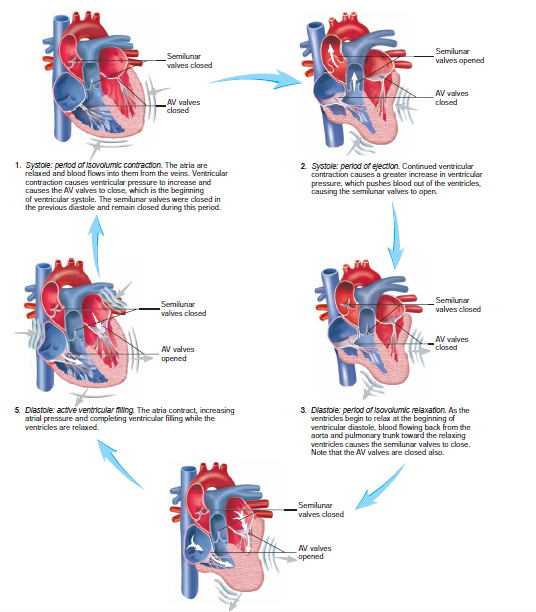 Semilunar
valves closed
AV valves
closed
1. Systole: period of isovolumic contraction. The atria are
relaxed and blood flows into them from the veins. Ventricular
contraction causes ventricular pressure to increase and
causes the AV valves to close, which is the beginning
of ventricular systole. The semilunar valves were closed in
the previous diastole and remain closed during this period.
Semilunar
valves opened
AV valves
closed
2. Systole: period of ejection. Continued ventricular
contraction causes a greater increase in ventricular
pressure, which pushes blood out of the ventricles,
causing the semilunar valves to open.
Semilunar
valves closed
AV valves
closed
3. Diastole: period of isovolumic relaxation. As the
ventricles begin to relax at the beginning of
ventricular diastole, blood flowing back from the
aorta and pulmonary trunk toward the relaxing
ventricles causes the semilunar valves to close.
Note that the AV valves are closed also.
Semilunar
valves closed
AV valves
opened
Semilunar
valves closed
AV valves
opened
5. Diastole: active ventricular filling. The atria contract, increasing
atrial pressure and completing ventricular filling while the
ventricles are relaxed.